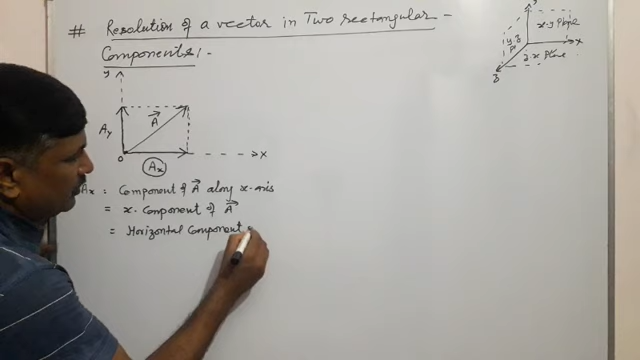 # Resolution of a vector in Two rectangular -
Components! -
y
Ay
A
O
Ax
x
Ax = Component of A along x-axis
= x. Component of A
= Horizontal Component
x-y Plane
y-z
Pl
x
z-x Plane
z